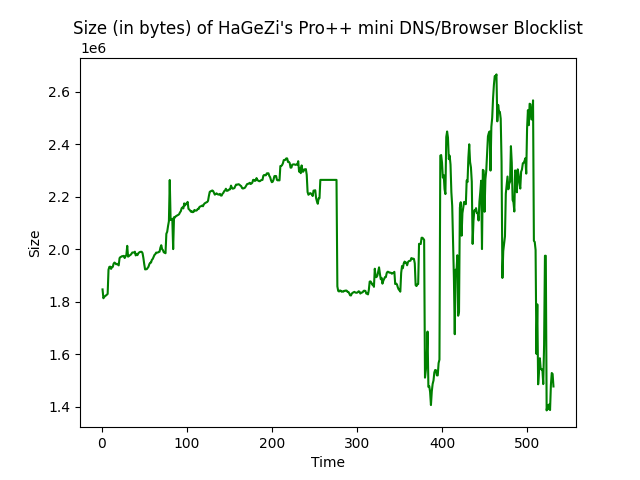 Size (in bytes) of HaGeZi's Pro++ mini DNS/Browser Blocklist
1e6
2.6
2.4
2.2
2.0
1.8
1.6
1.4
Size
0 100 200 300 400 500
Time